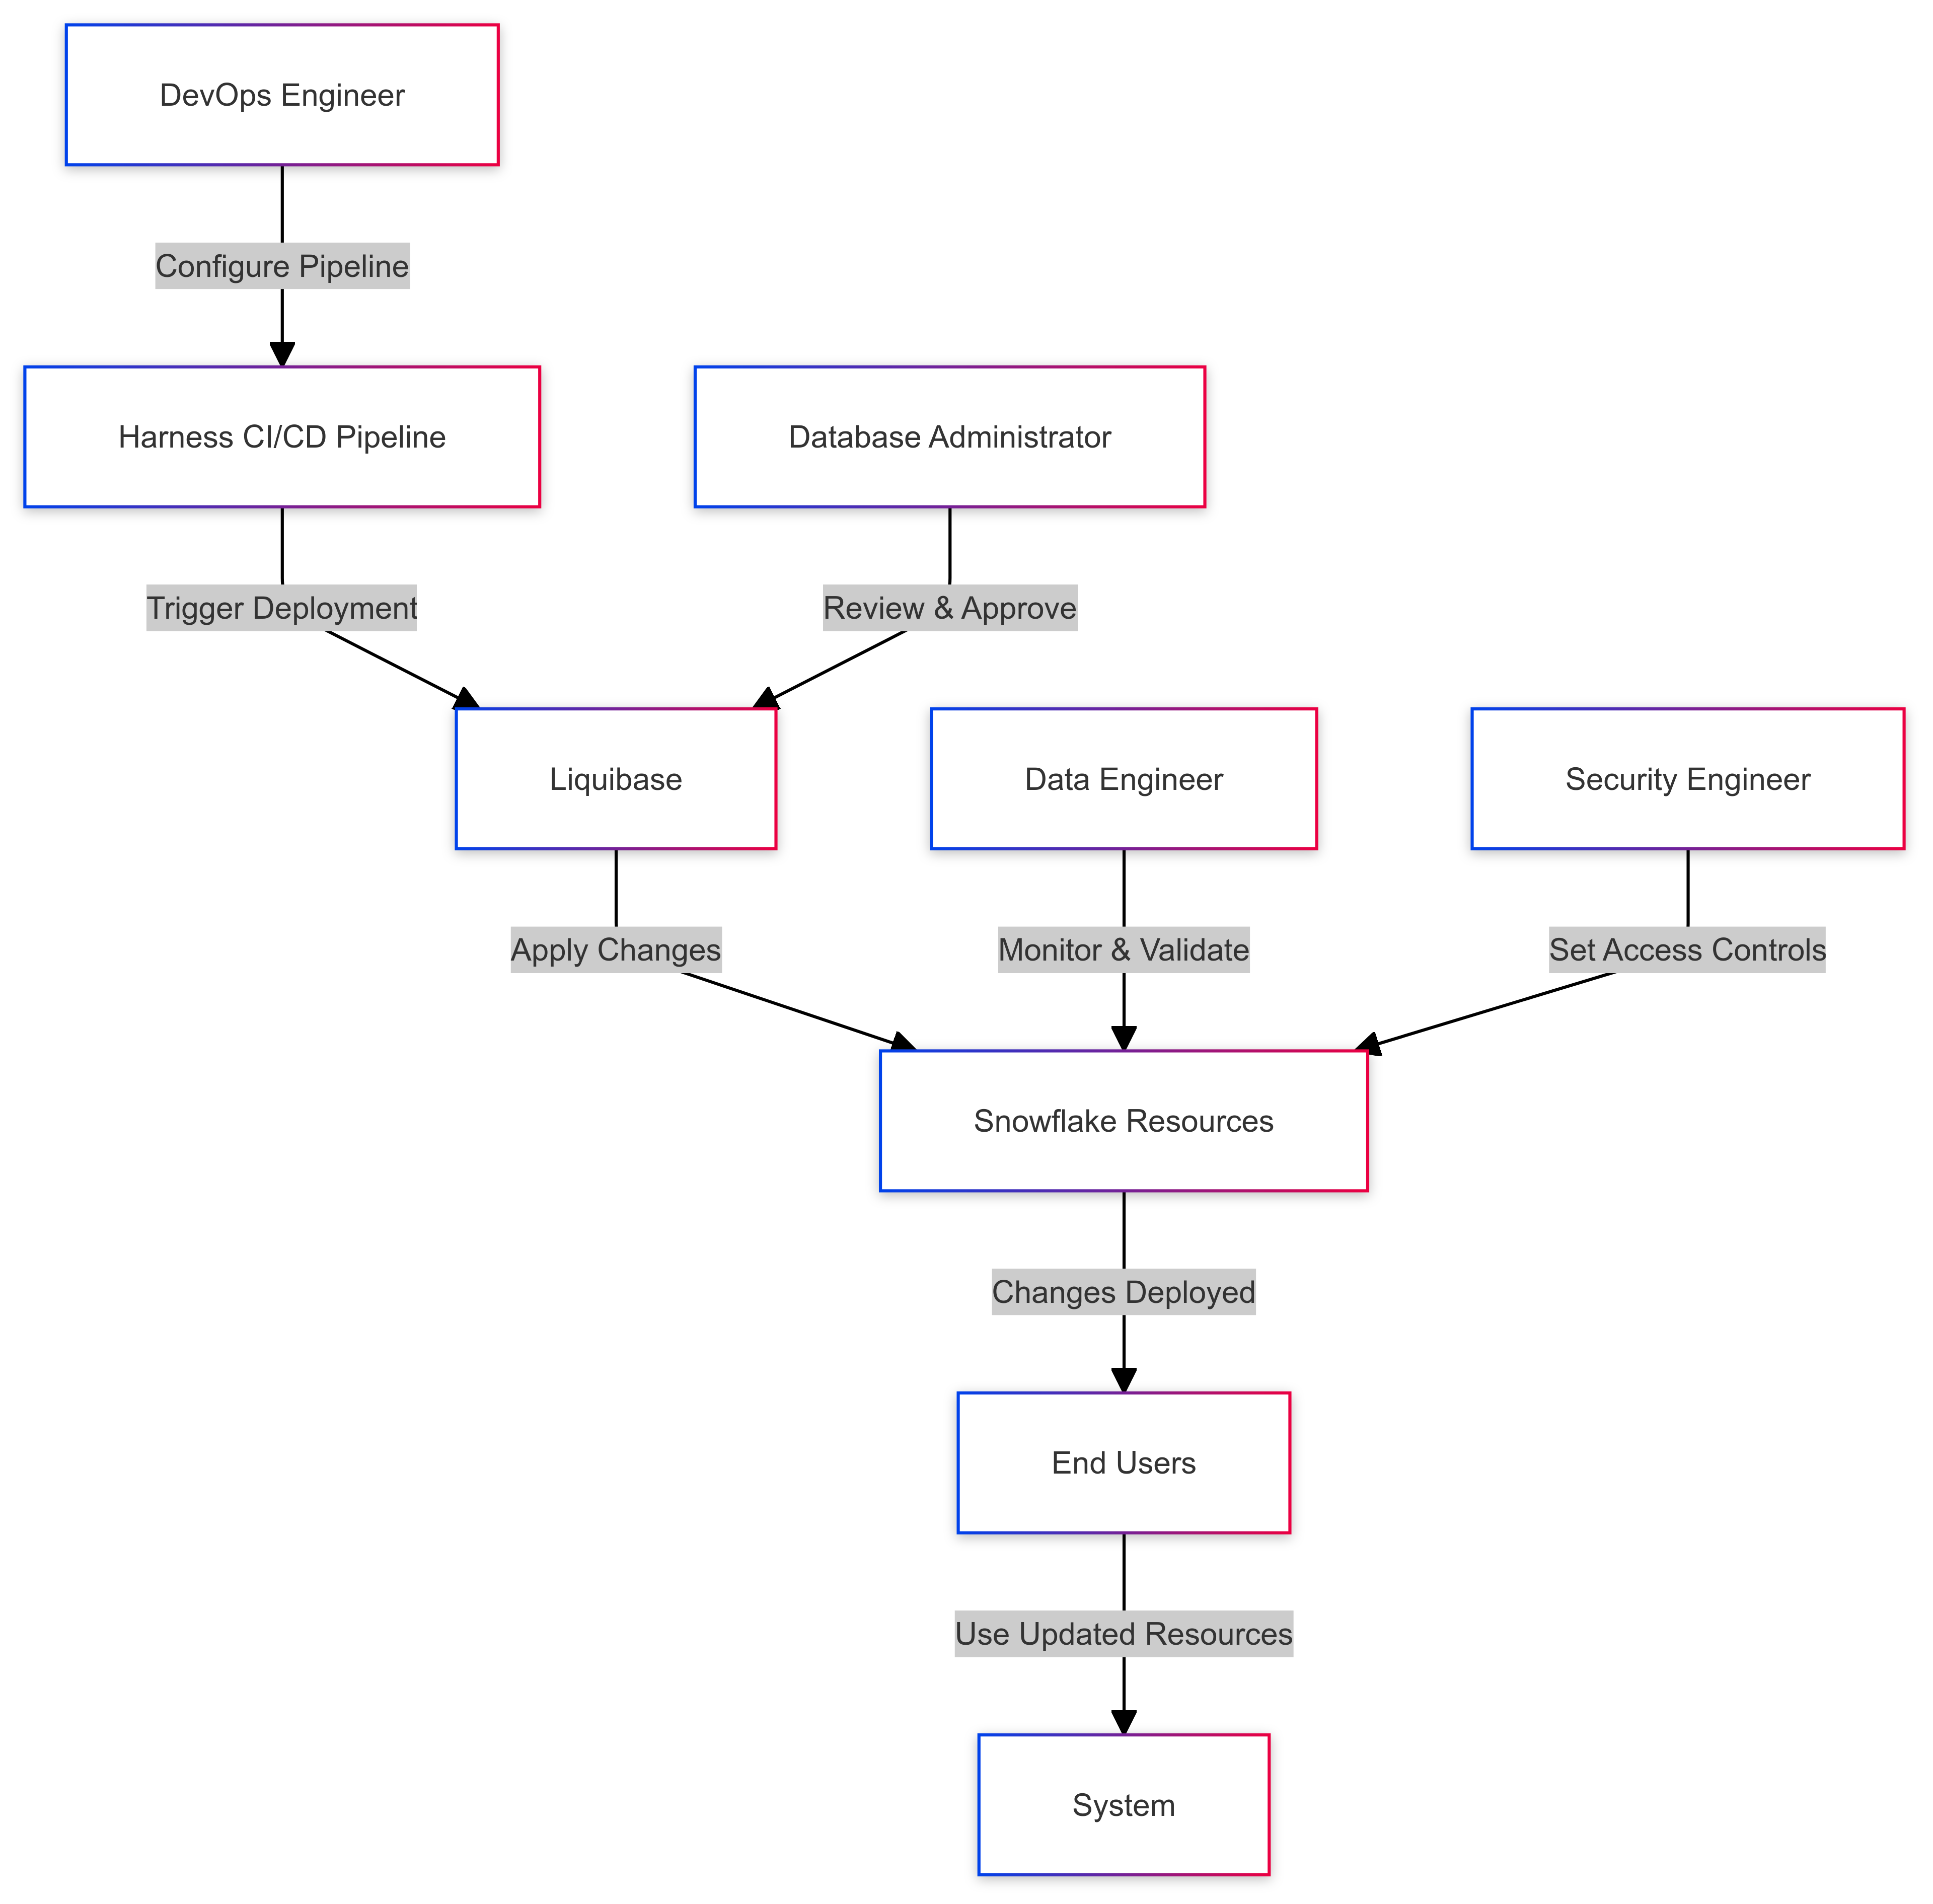 DevOps Engineer
Configure Pipeline
Harness CI/CD Pipeline
Database Administrator
Trigger Deployment
Review & Approve
Liquibase
Data Engineer
Security Engineer
Apply Changes
Monitor & Validate
Set Access Controls
Snowflake Resources
Changes Deployed
End Users
Use Updated Resources
System